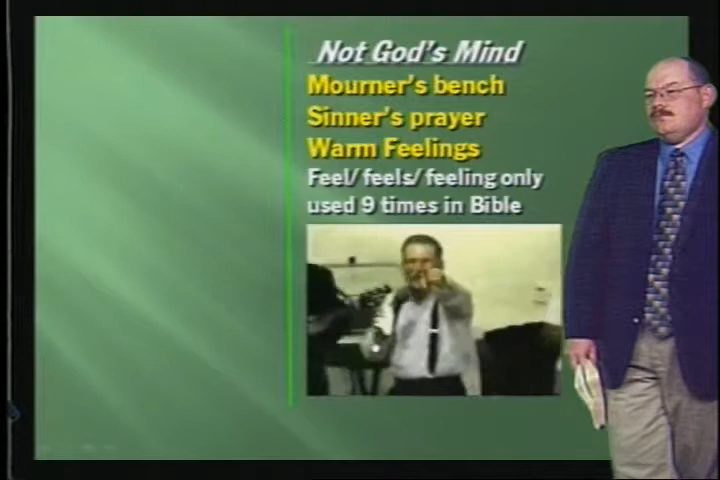 Not God's Mind
Mourner's bench
Sinner's prayer
Warm Feelings
Feel/ feels/ feeling only
used 9 times in Bible